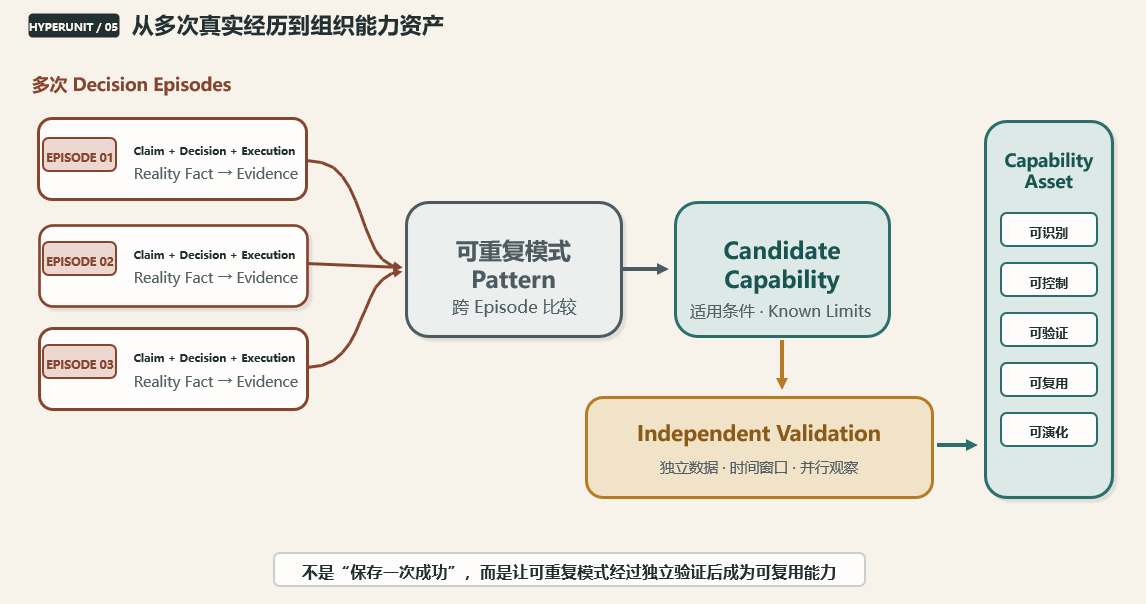 HYPERUNIT / 05 从多次真实经历到组织能力资产
多次 Decision Episodes
EPISODE 01
Claim + Decision + Execution
Reality Fact → Evidence
EPISODE 02
Claim + Decision + Execution
Reality Fact → Evidence
EPISODE 03
Claim + Decision + Execution
Reality Fact → Evidence
可重复模式
Pattern
跨 Episode 比较
Candidate
Capability
适用条件 · Known Limits
Independent Validation
独立数据 · 时间窗口 · 并行观察
Capability
Asset
可识别
可控制
可验证
可复用
可演化
不是“保存一次成功”，而是让可重复模式经过独立验证后成为可复用能力